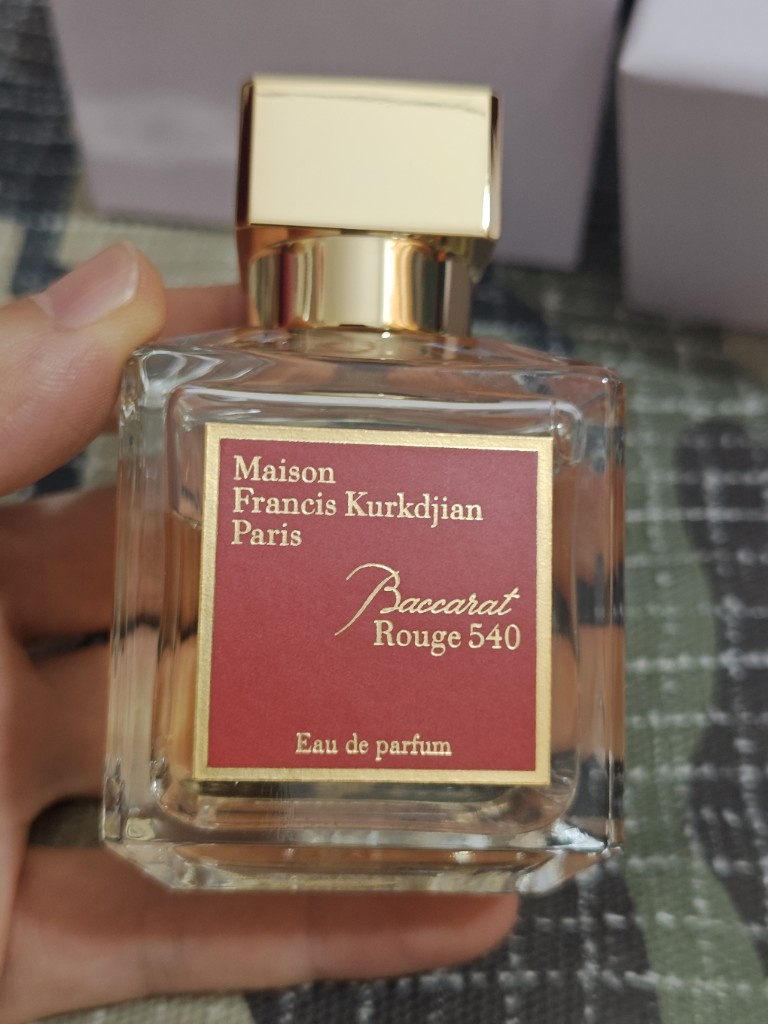 Maison
Francis Kurkdjian
Paris
Baccarat
Rouge 540
Eau de parfum